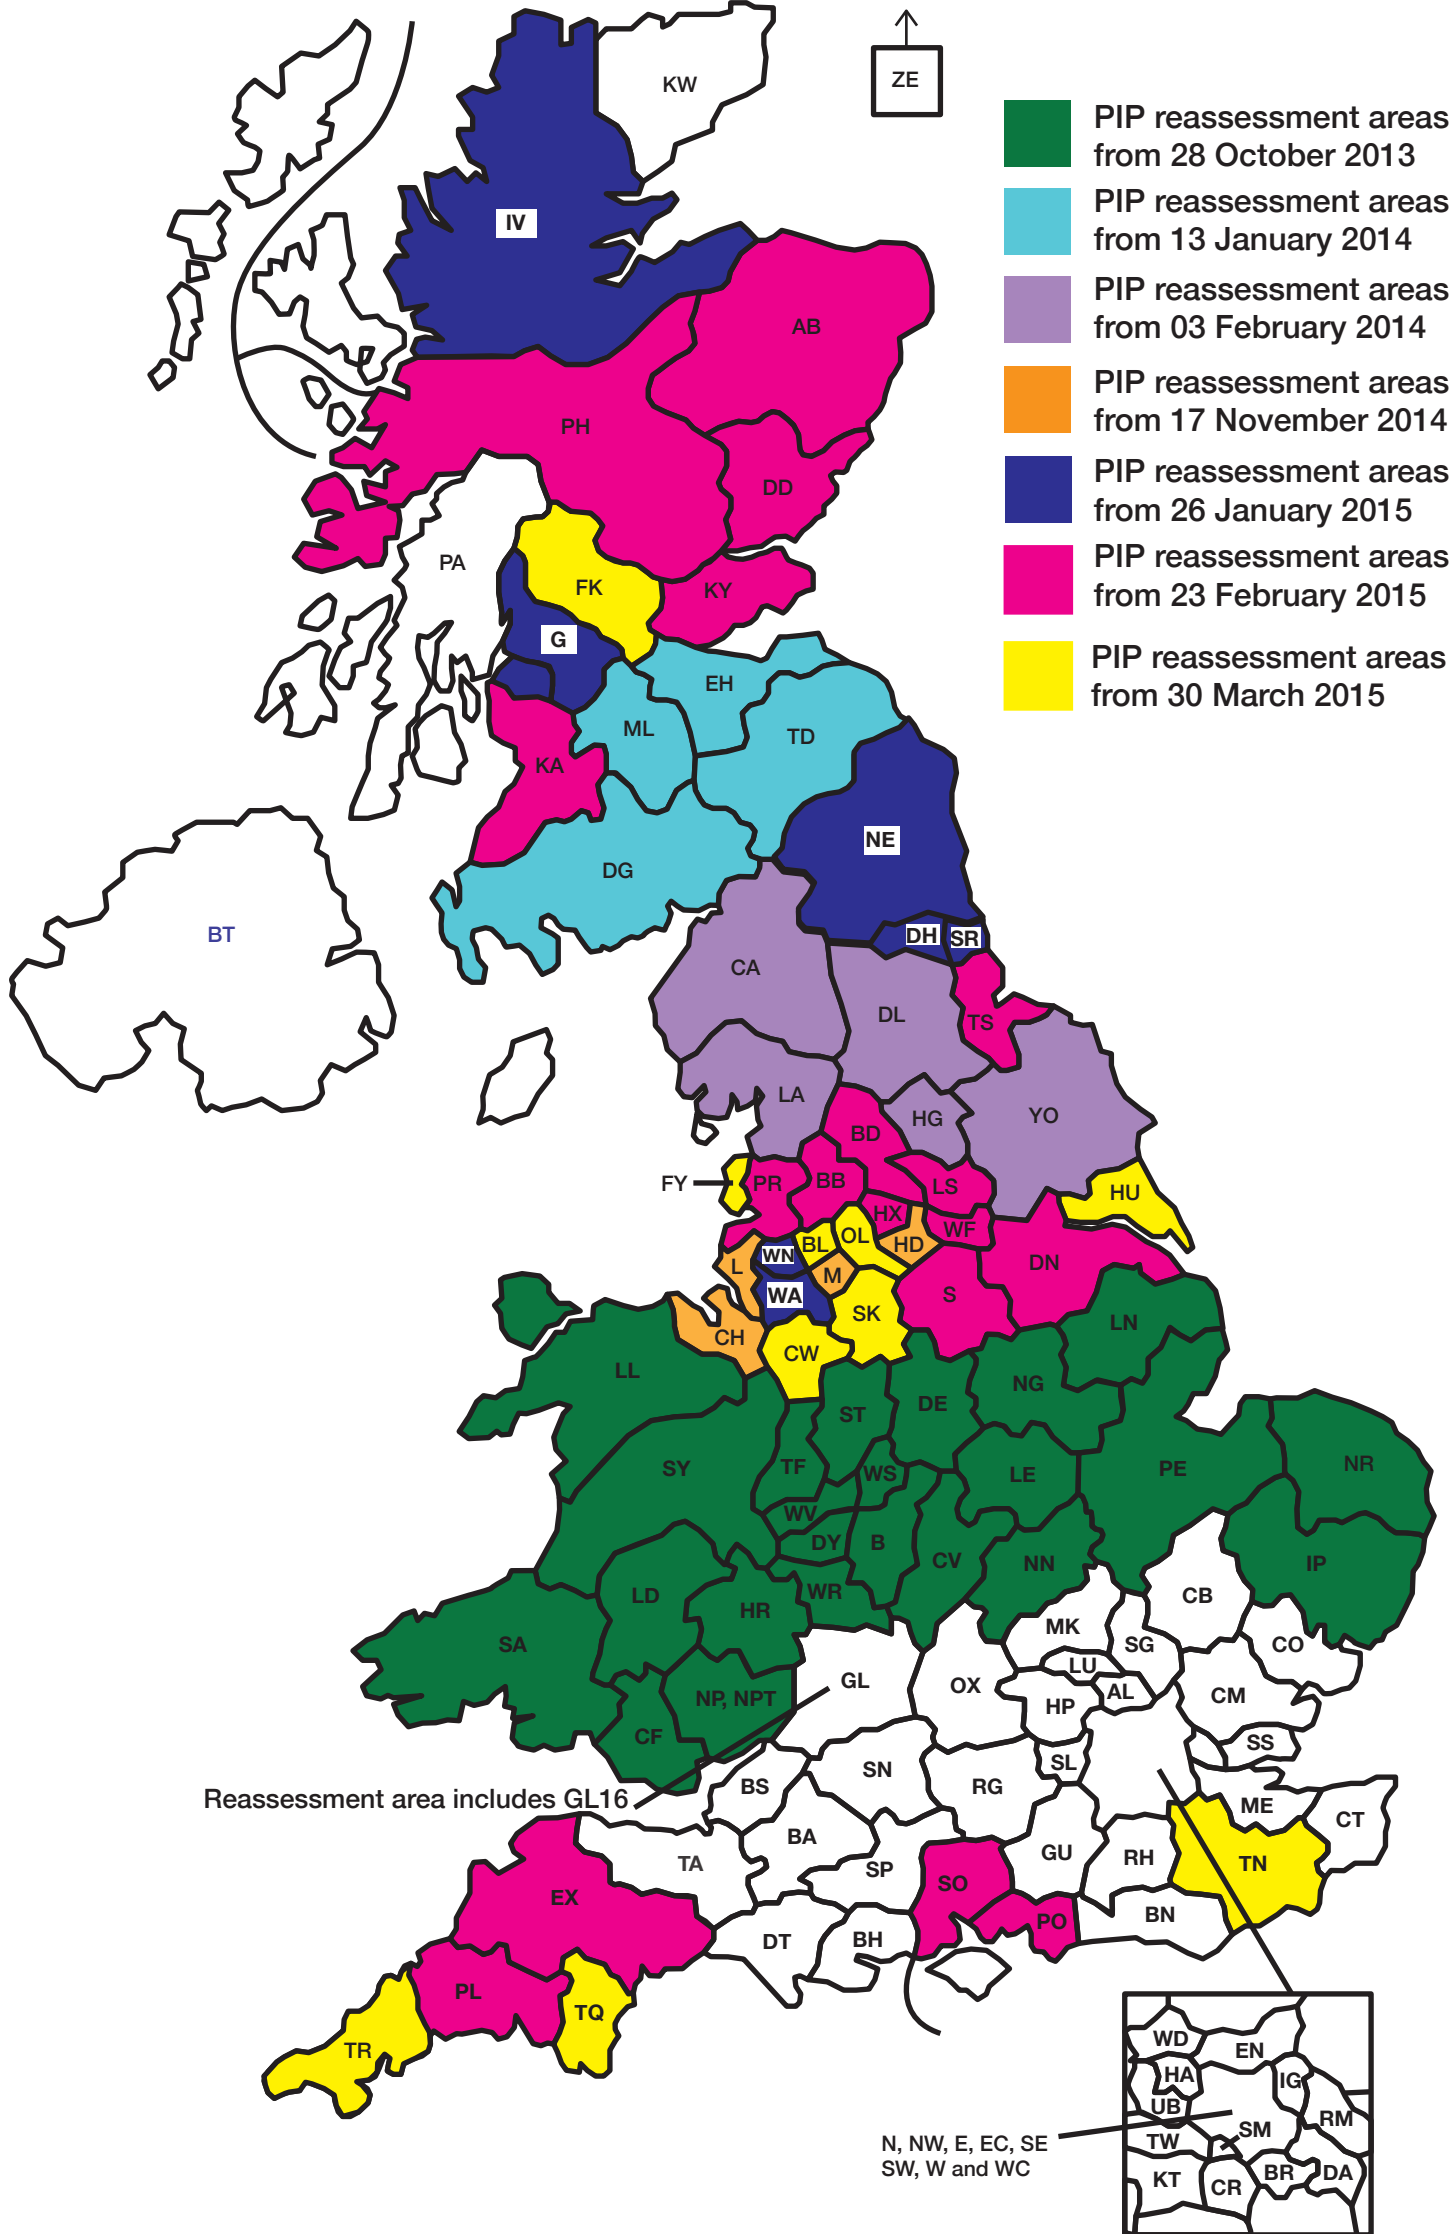 KW
ZE
PIP reassessment areas
from 28 October 2013
PIP reassessment areas
from 13 January 2014
IV
PIP reassessment areas
from 03 February 2014
AB
PIP reassessment areas
from 17 November 2014
PH
DD
PIP reassessment areas
from 26 January 2015
PA
FK
KY
PIP reassessment areas
from 23 February 2015
G
PIP reassessment areas
from 30 March 2015
EH
ML
TD
KA
NE
DG
BT
DH
SR
CA
DL
TS
LA
HG
YO
BD
FY
PR
BB
LS
HU
HX
WF
OL
HD
BL
WN
L
M
DN
WA
S
SK
LN
CH
CW
LL
NG
DE
ST
SY
TF
WS
LE
PE
NR
WV
DY
B
CV
NN
IP
LD
WR
HR
CB
MK
SA
SG
CO
LU
GL
OX
AL
NP, NPT
HP
CM
CF
SS
SL
SN
BS
RG
Reassessment area includes GL16
ME
CT
BA
GU
RH
TA
SP
TN
EX
SO
BN
PO
DT
BH
PL
TQ
TR
WD
EN
HA
IG
UB
RM
SM
TW
N, NW, E, EC, SE
SW, W and WC
KT
CR
BR
DA